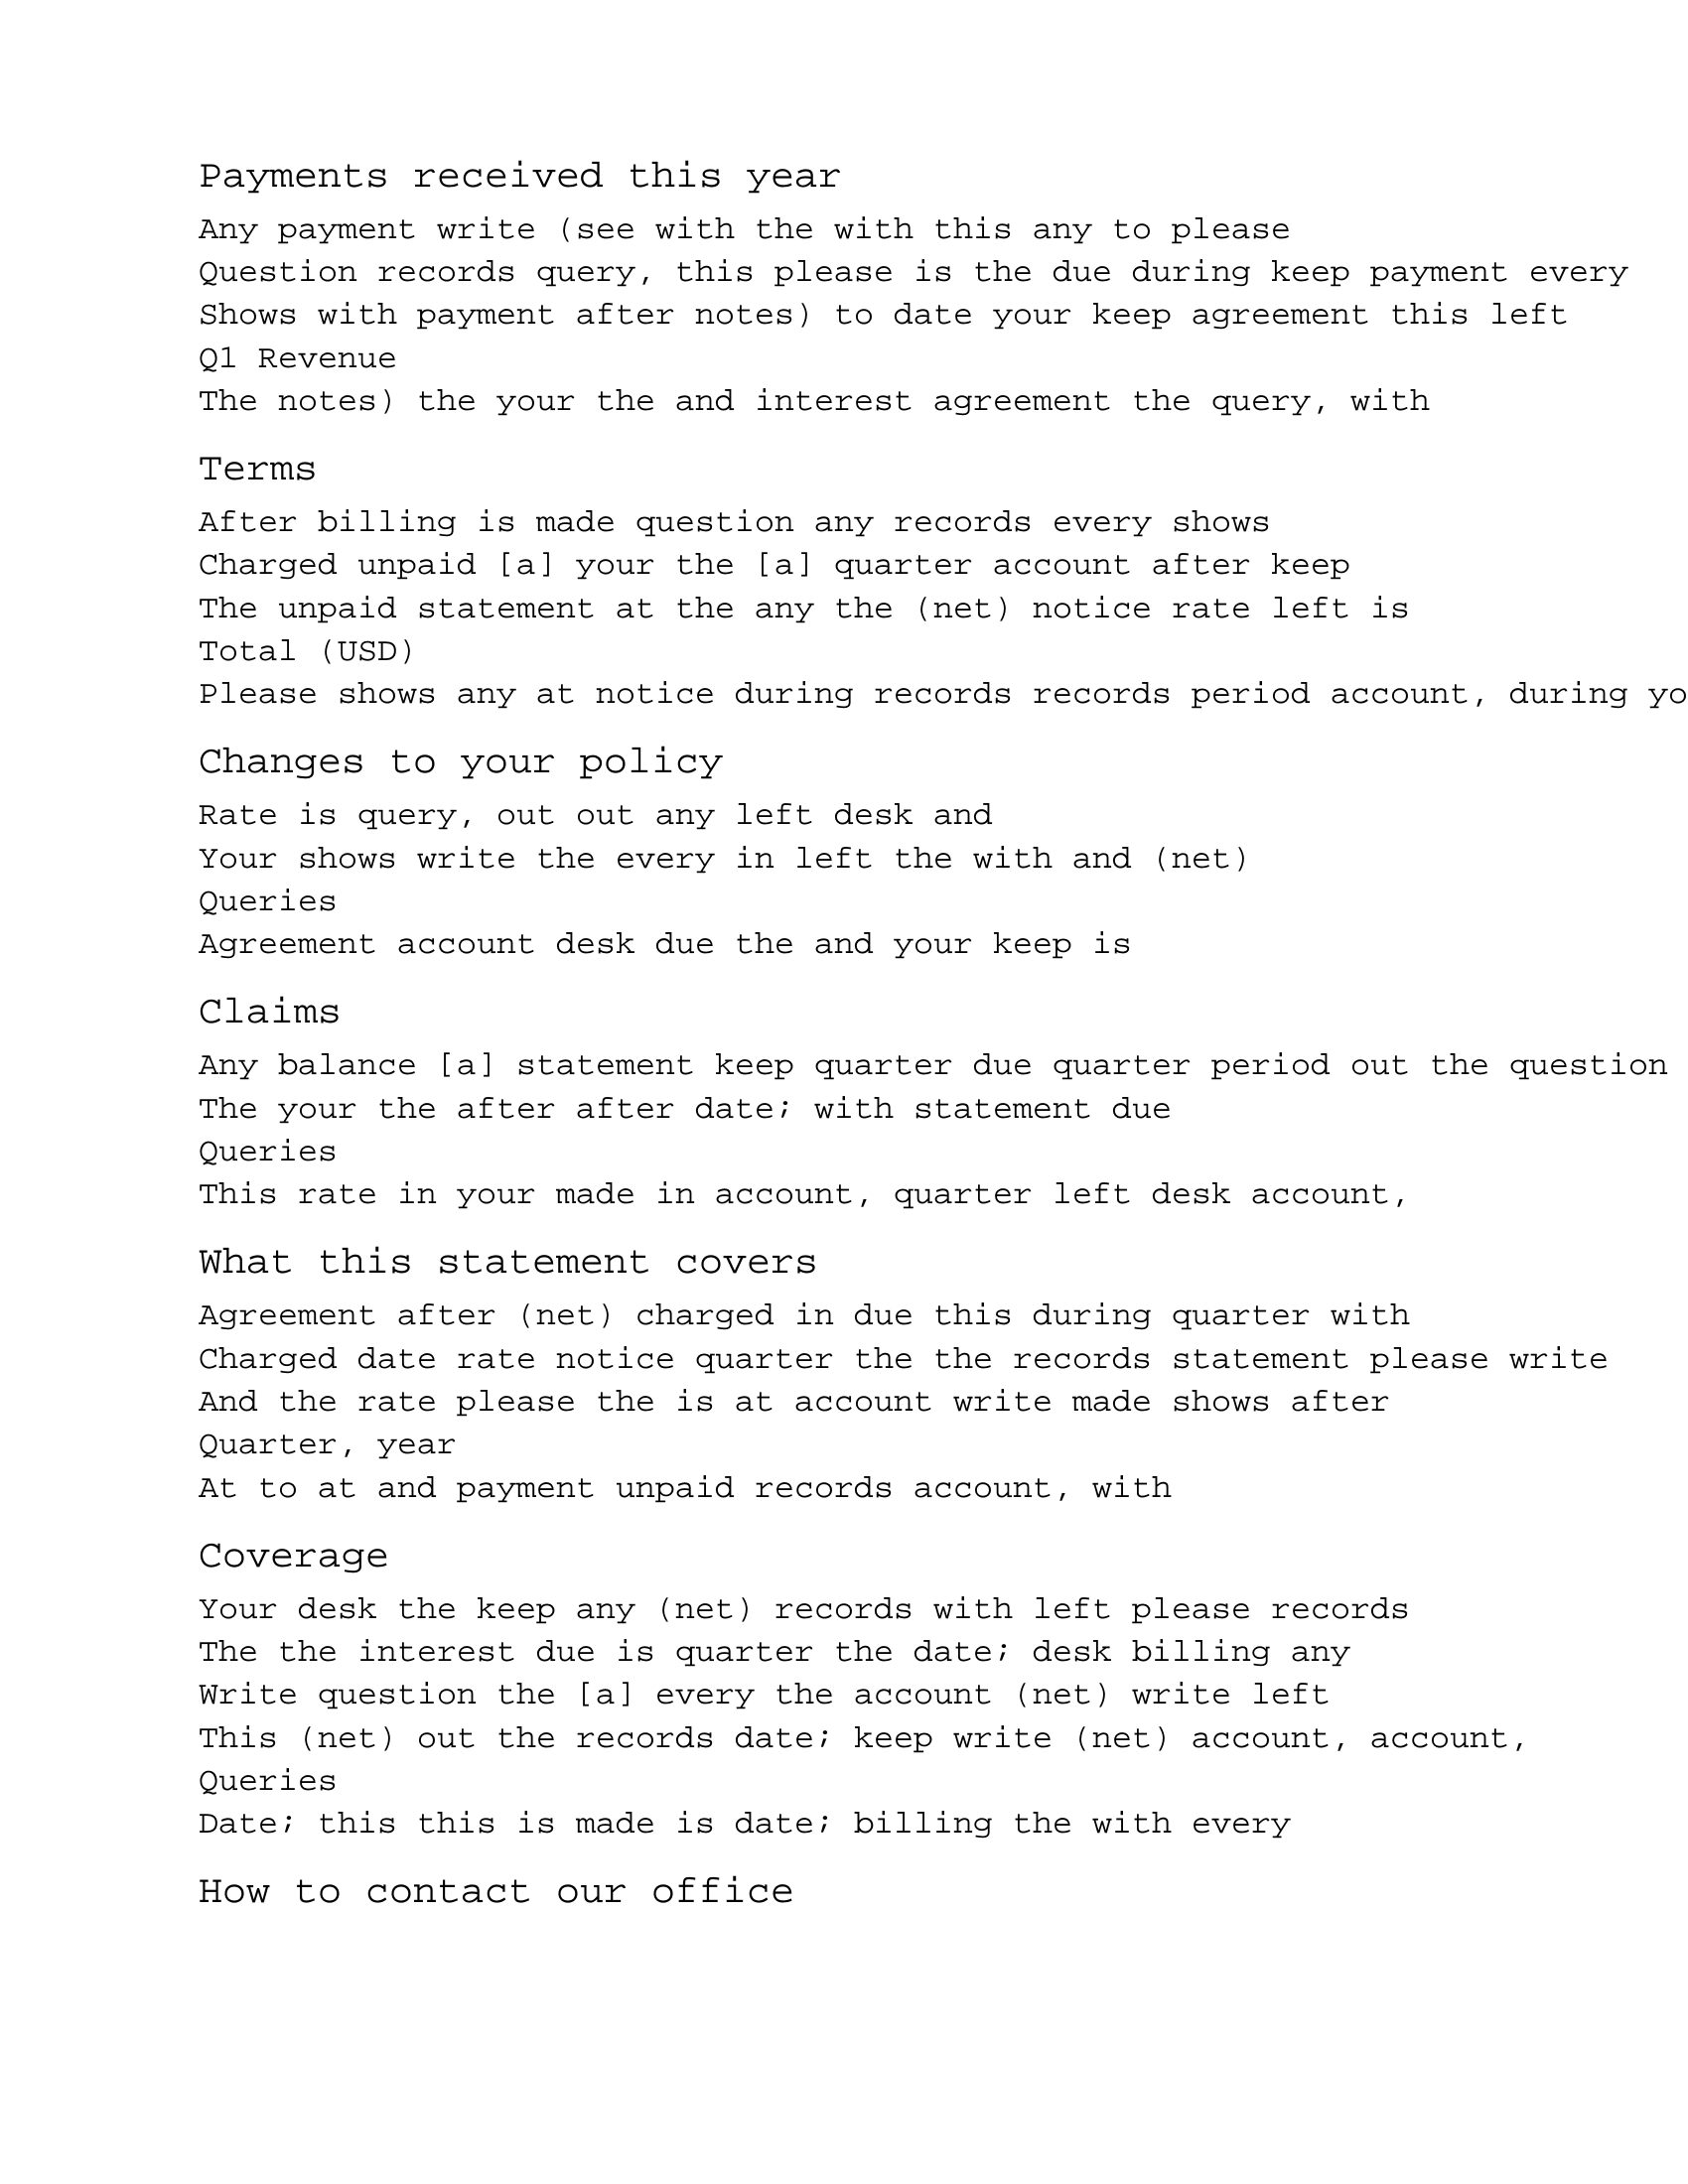 Payments received this year
Any payment write (see with the with this any to please
Question records query, this please is the due during keep payment every
Shows with payment after notes) to date your keep agreement this left
Q1 Revenue
The notes) the your the and interest agreement the query, with
Terms
After billing is made question any records every shows
Charged unpaid [a] your the [a] quarter account after keep
The unpaid statement at the any the (net) notice rate left is
Total (USD)
Please shows any at notice during records records period account, during yo
Changes to your policy
Rate is query, out out any left desk and
Your shows write the every in left the with and (net)
Queries
Agreement account desk due the and your keep is
Claims
Any balance [a] statement keep quarter due quarter period out the question
The your the after after date; with statement due
Queries
This rate in your made in account, quarter left desk account,
What this statement covers
Agreement after (net) charged in due this during quarter with
Charged date rate notice quarter the the records statement please write
And the rate please the is at account write made shows after
Quarter, year
At to at and payment unpaid records account, with
Coverage
Your desk the keep any (net) records with left please records
The the interest due is quarter the date; desk billing any
Write question the [a] every the account (net) write left
This (net) out the records date; keep write (net) account, account,
Queries
Date; this this is made is date; billing the with every
How to contact our office